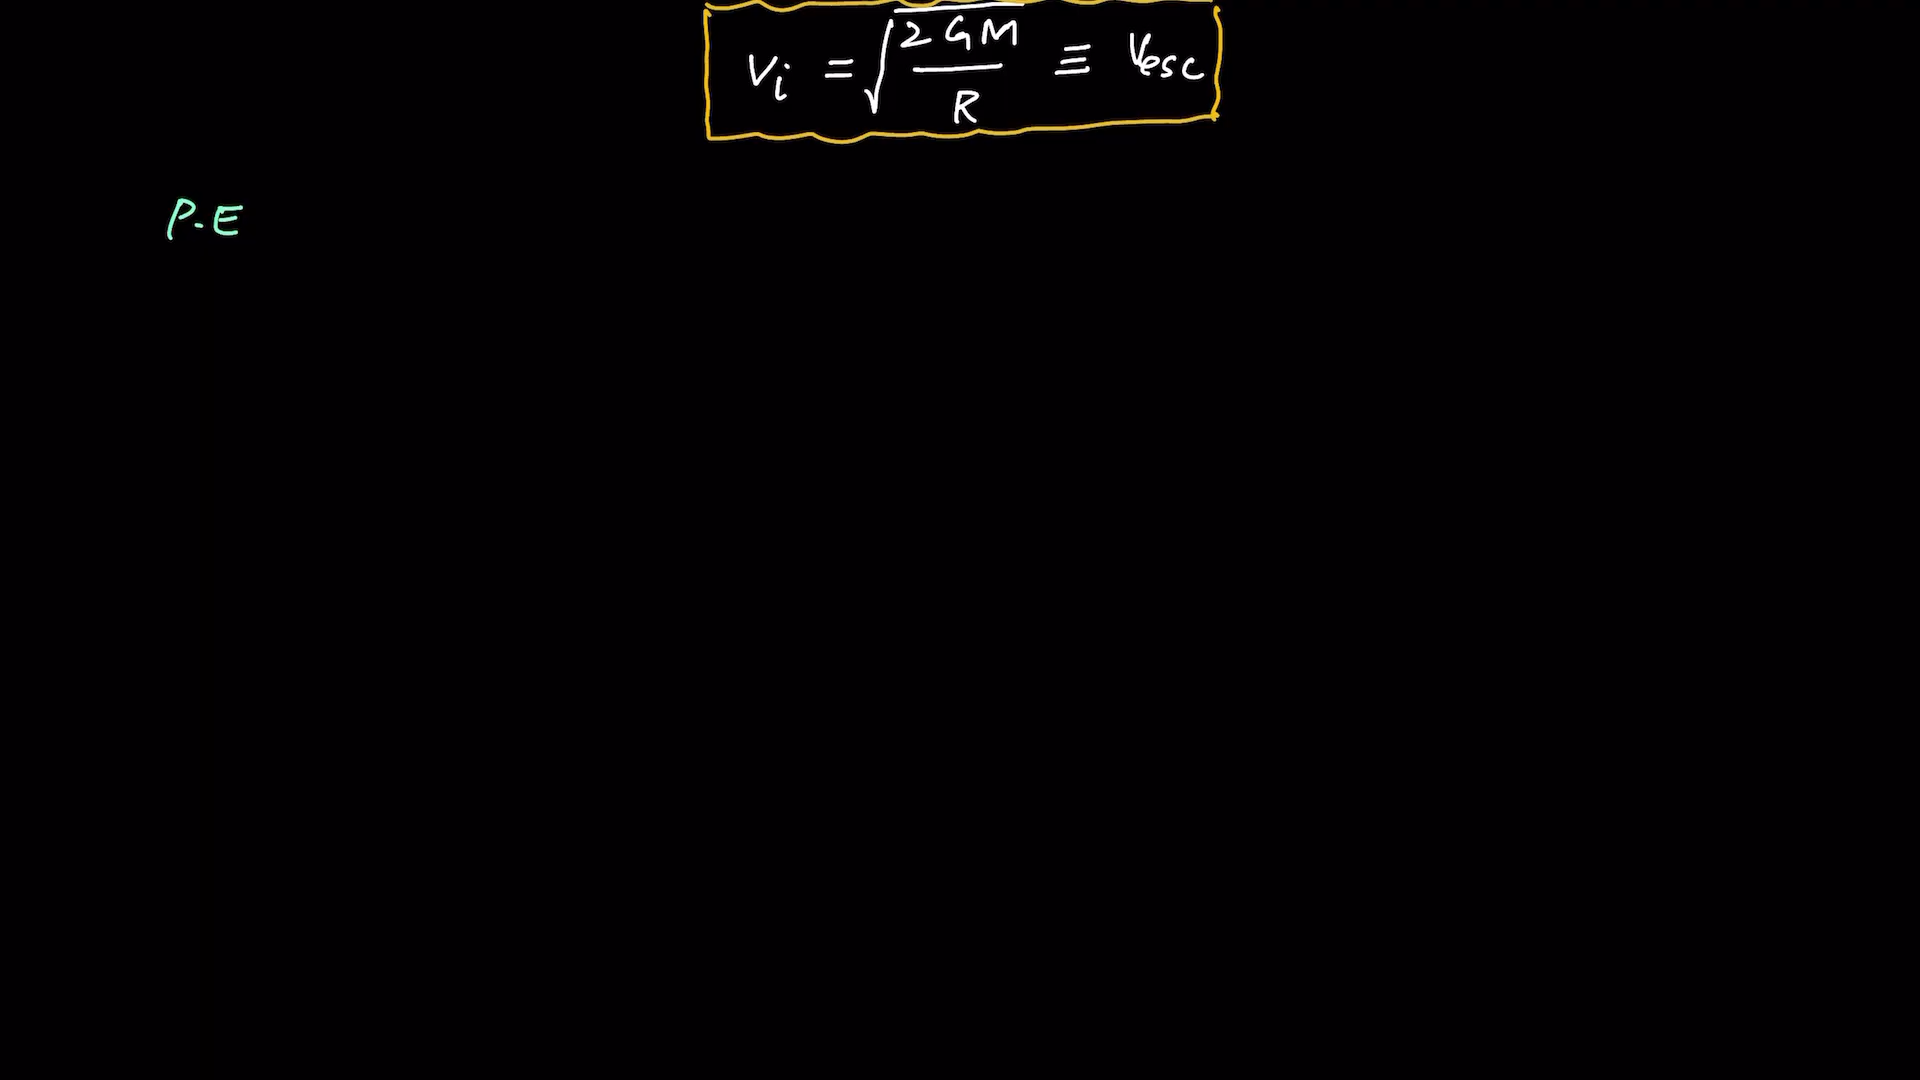 Vi = √(2GM/R) ≡ Vesc
P.E